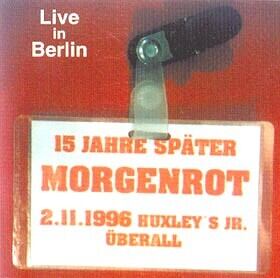 Live
in
Berlin
15 JAHRE SPÄTER
MORGENROT
2.11.1996 HUXLEY´S JR.
ÜBERALL